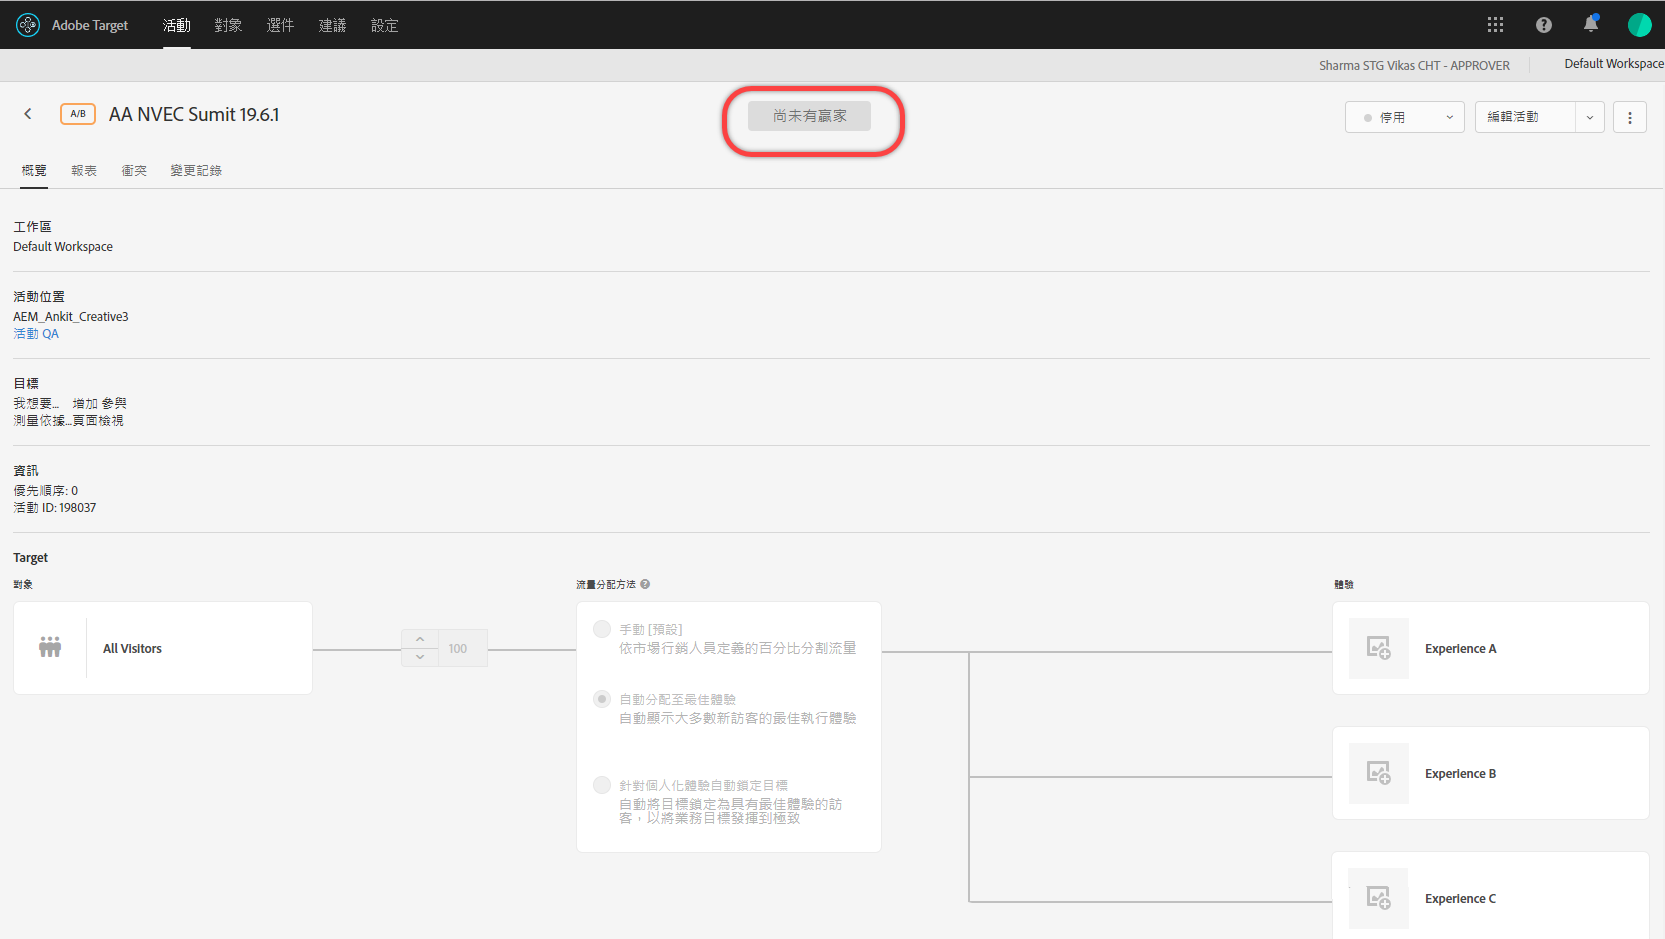 Adobe Target 活動 對象 選件 建議 設定
Sharma STG Vikas CHT - APPROVER Default Workspace
A/B AA NVEC Sumit 19.6.1 尚未有贏家 停用 編輯活動
概覽 報表 衝突 變更記錄
工作區
Default Workspace
活動位置
AEM_Ankit_Creative3
活動 QA
目標
我想要... 增加 參與
測量依據...頁面檢視
資訊
優先順序: 0
活動 ID: 198037
Target
對象 流量分配方法 體驗
All Visitors
100
手動 [預設]
依市場行銷人員定義的百分比分割流量
自動分配至最佳體驗
自動顯示大多數新訪客的最佳執行體驗
針對個人化體驗自動鎖定目標
自動將目標鎖定為具有最佳體驗的訪
客，以將業務目標發揮到極致
Experience A
Experience B
Experience C